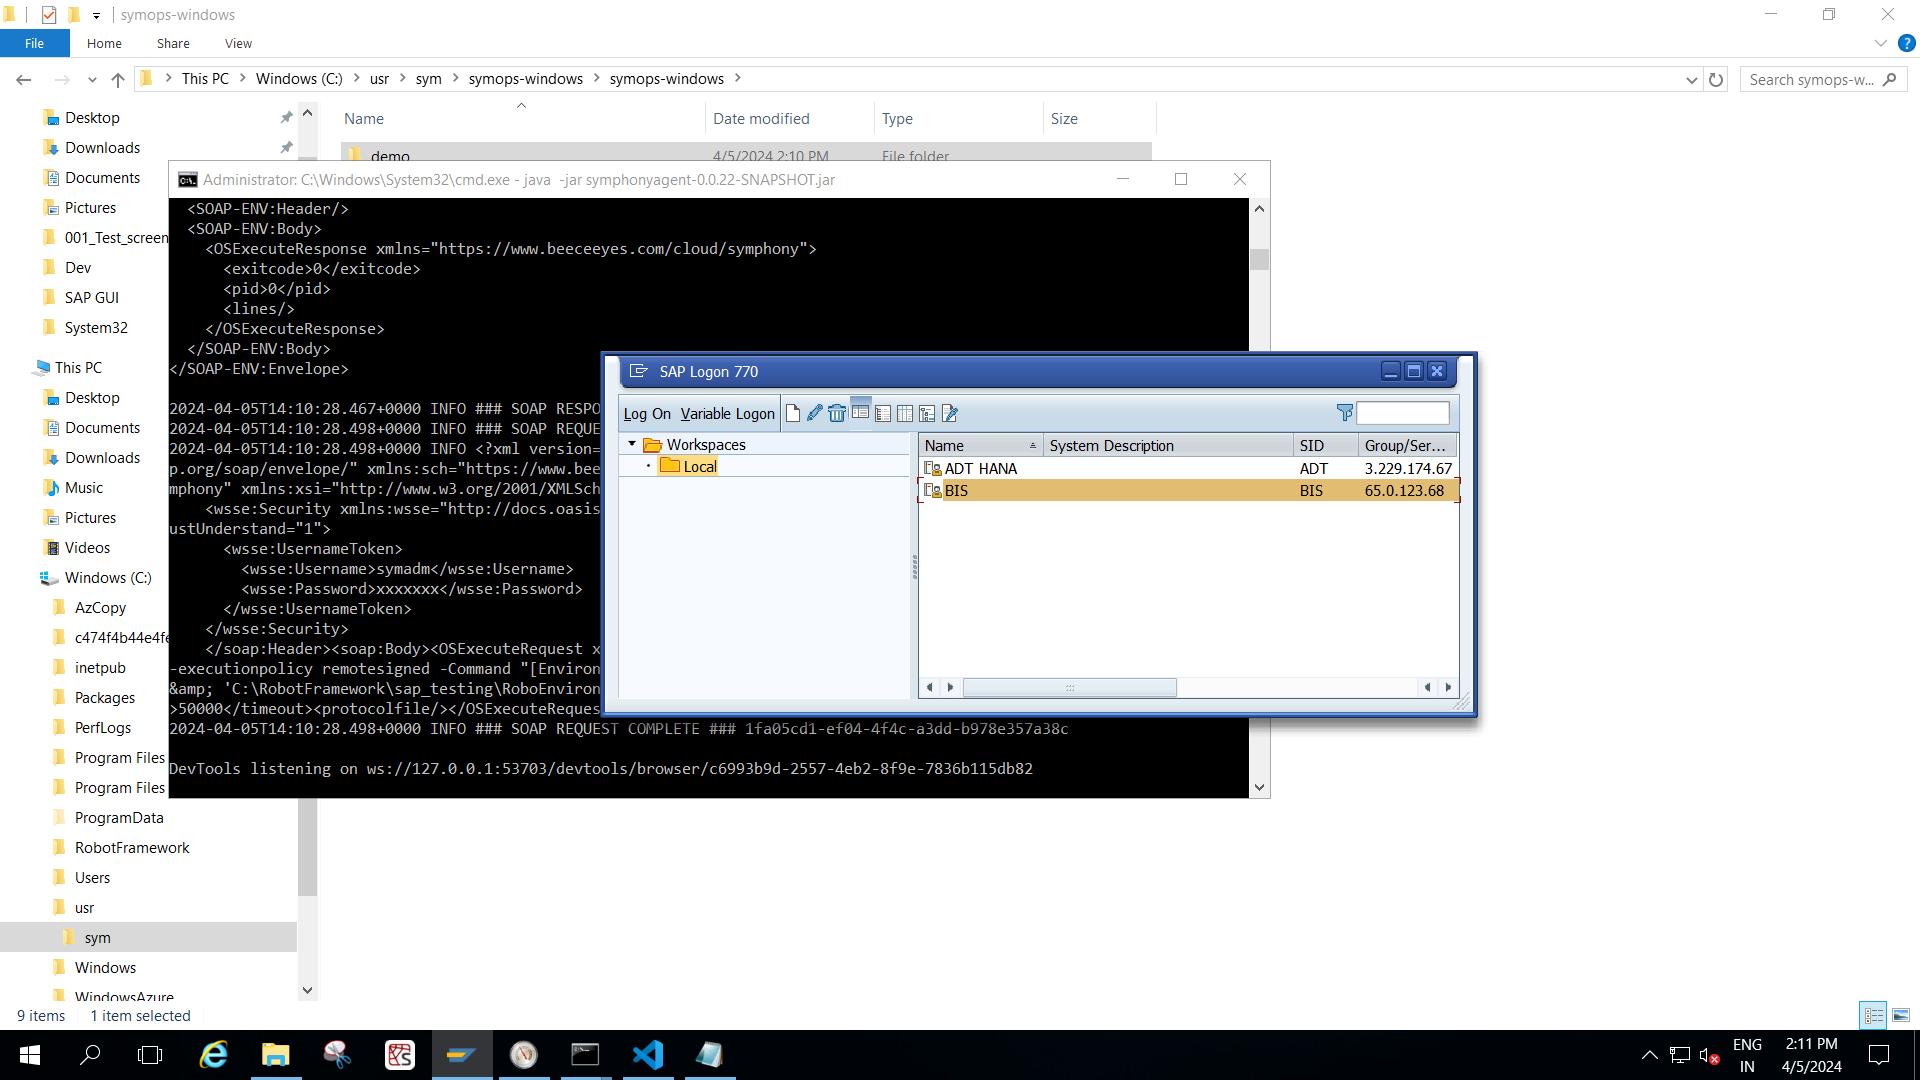 symops-windows
File
Home
Share
View
This PC
Windows (C:)
usr
sym
symops-windows
symops-windows
Search symops-w...
Desktop
Downloads
Documents
Pictures
001_Test_screen
Dev
SAP GUI
System32
This PC
Desktop
Documents
Downloads
Music
Pictures
Videos
Windows (C:)
AzCopy
c474f4b44e4fe
inetpub
Packages
PerfLogs
Program Files
Program Files
ProgramData
RobotFramework
Users
usr
sym
Windows
WindowsAzure
Name
Date modified
Type
Size
demo
4/5/2024 2:10 PM
File folder
Administrator: C:\Windows\System32\cmd.exe - java  -jar symphonyagent-0.0.22-SNAPSHOT.jar
<SOAP-ENV:Header/>
<SOAP-ENV:Body>
<OSExecuteResponse xmlns="https://www.beeceeyes.com/cloud/symphony">
<exitcode>0</exitcode>
<pid>0</pid>
<lines/>
</OSExecuteResponse>
</SOAP-ENV:Body>
</SOAP-ENV:Envelope>
2024-04-05T14:10:28.467+0000 INFO ### SOAP RESPO
2024-04-05T14:10:28.498+0000 INFO ### SOAP REQUE
2024-04-05T14:10:28.498+0000 INFO <?xml version=
p.org/soap/envelope/" xmlns:sch="https://www.bee
mphony" xmlns:xsi="http://www.w3.org/2001/XMLSch
<wsse:Security xmlns:wsse="http://docs.oasis
ustUnderstand="1">
<wsse:UsernameToken>
<wsse:Username>symadm</wsse:Username>
<wsse:Password>xxxxxxx</wsse:Password>
</wsse:UsernameToken>
</wsse:Security>
</soap:Header><soap:Body><OSExecuteRequest x
-executionpolicy remotesigned -Command "[Environ
&amp; 'C:\RobotFramework\sap_testing\RoboEnviron
>50000</timeout><protocolfile/></OSExecuteReques
2024-04-05T14:10:28.498+0000 INFO ### SOAP REQUEST COMPLETE ### 1fa05cd1-ef04-4f4c-a3dd-b978e357a38c
DevTools listening on ws://127.0.0.1:53703/devtools/browser/c6993b9d-2557-4eb2-8f9e-7836b115db82
SAP Logon 770
Log On
Variable Logon
Workspaces
Local
Name
System Description
SID
Group/Ser...
ADT HANA
ADT
3.229.174.67
BIS
BIS
65.0.123.68
9 items
1 item selected
ENG
IN
2:11 PM
4/5/2024